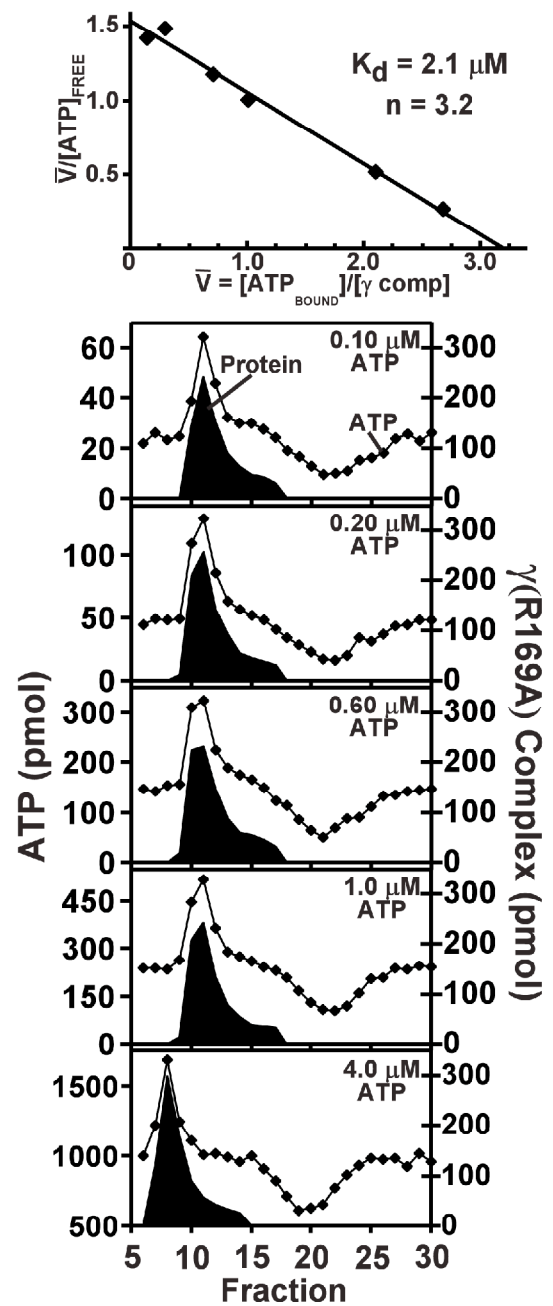 1.5
1.0
0.5
V̅/[ATP]FREE
Kd = 2.1 μM
n = 3.2
0 1.0 2.0 3.0
V̅ = [ATP BOUND]/[γ comp]
60
40
20
0
0.10 μM
ATP
Protein
ATP
300
200
100
0
100
50
0
0.20 μM
ATP
300
200
100
0
300
200
100
0
0.60 μM
ATP
300
200
100
0
450
300
150
0
1.0 μM
ATP
300
200
100
0
1500
1000
500
4.0 μM
ATP
300
200
100
0
5 10 15 20 25 30
Fraction
ATP (pmol)
γ(R169A) Complex (pmol)